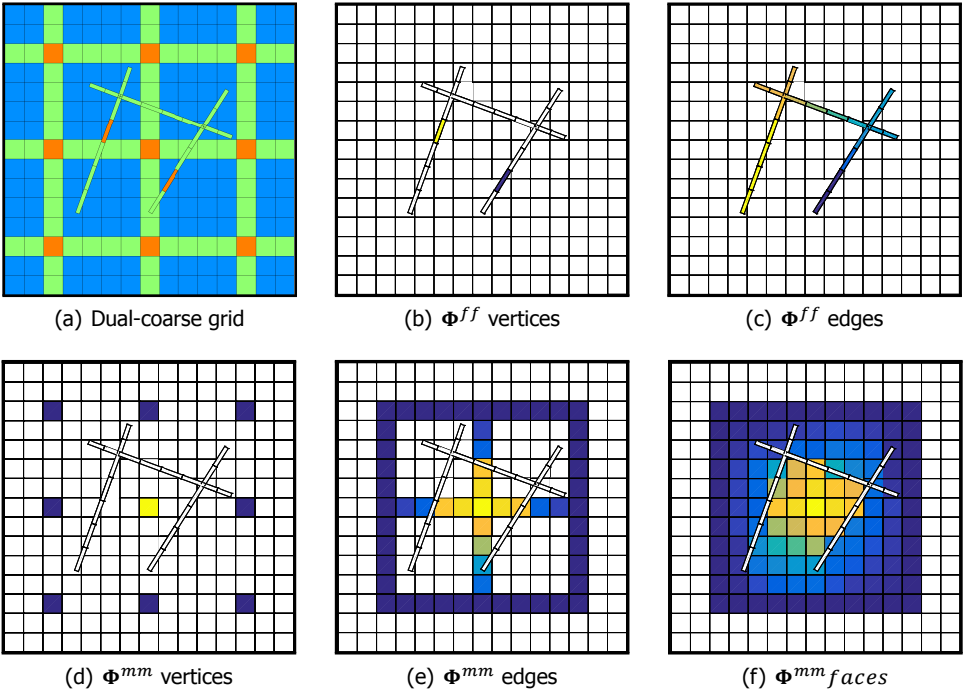 (a) Dual-coarse grid
(b) Φ^{ff} vertices
(c) Φ^{ff} edges
(d) Φ^{mm} vertices
(e) Φ^{mm} edges
(f) Φ^{mm} faces